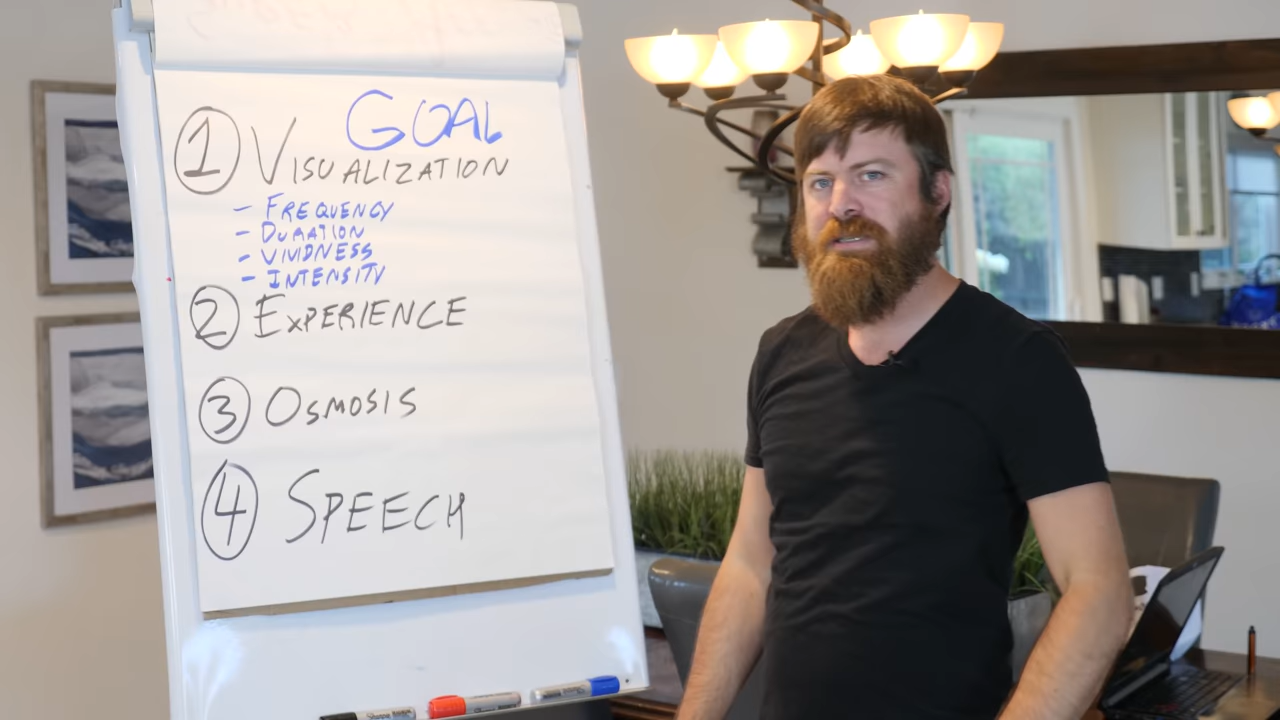 GOAL
1 VISUALIZATION
- FREQUENCY
- DURATION
- VIVIDNESS
- INTENSITY
2 EXPERIENCE
3 OSMOSIS
4 SPEECH